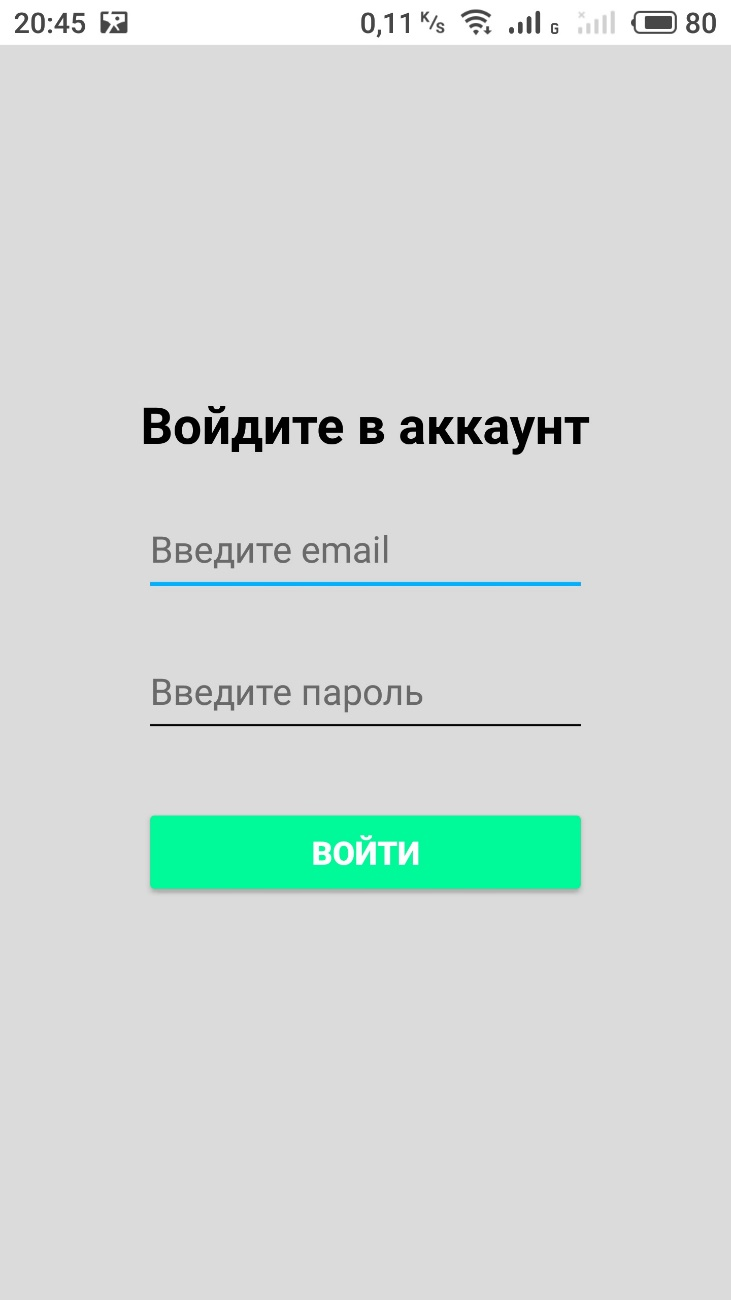 20:45 0,11 K/s G 80
Войдите в аккаунт
Введите email
Введите пароль
ВОЙТИ